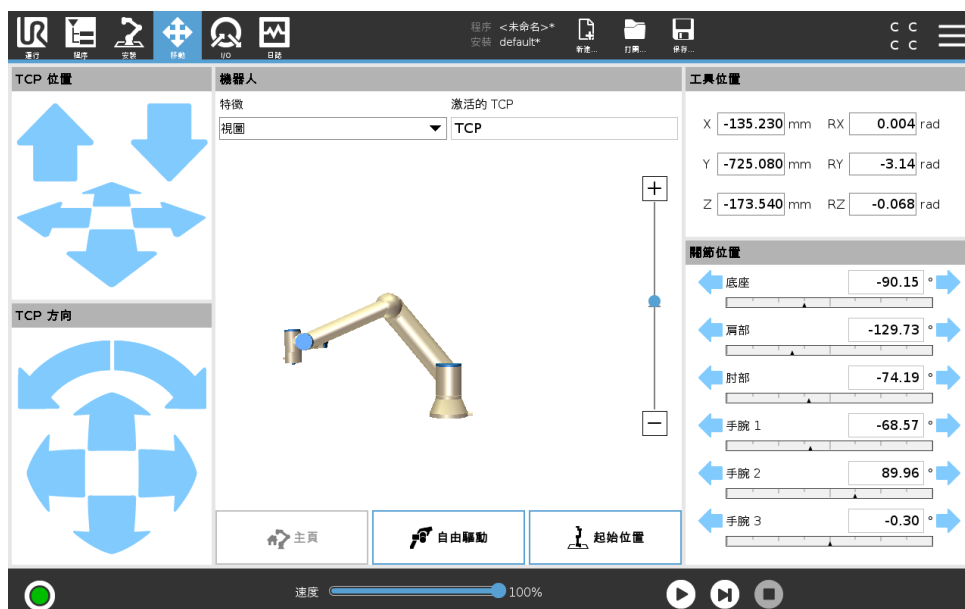 UR
运行
程序
安裝
移動
I/O
日誌
程序 <未命名>*
安裝 default*
新建...
打開...
保存...
C C
C C
TCP 位置
機器人
工具位置
特徵
激活的 TCP
視圖
TCP
X -135.230 mm RX 0.004 rad
Y -725.080 mm RY -3.14 rad
Z -173.540 mm RZ -0.068 rad
關節位置
底座 -90.15 °
肩部 -129.73 °
肘部 -74.19 °
手腕 1 -68.57 °
手腕 2 89.96 °
手腕 3 -0.30 °
TCP 方向
主頁
自由驅動
起始位置
速度 100%